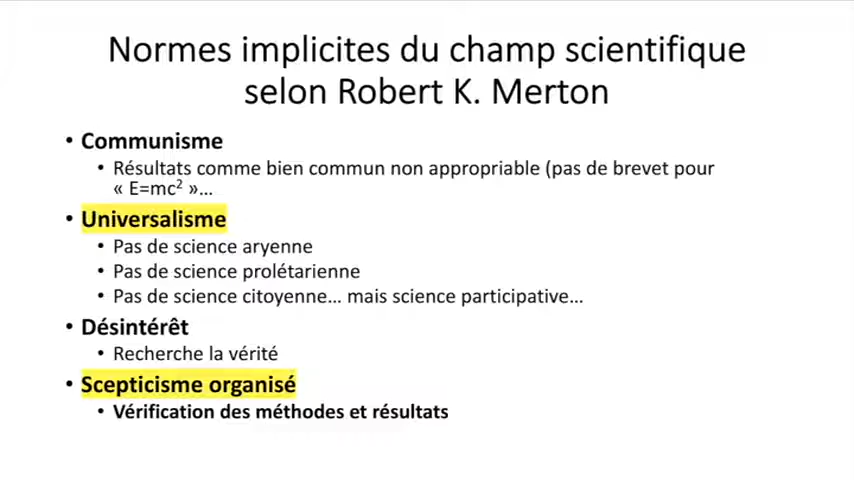 Normes implicites du champ scientifique
selon Robert K. Merton
• Communisme
• Résultats comme bien commun non appropriable (pas de brevet pour
« E=mc² »...
• Universalisme
• Pas de science aryenne
• Pas de science prolétarienne
• Pas de science citoyenne... mais science participative...
• Désintérêt
• Recherche la vérité
• Scepticisme organisé
• Vérification des méthodes et résultats